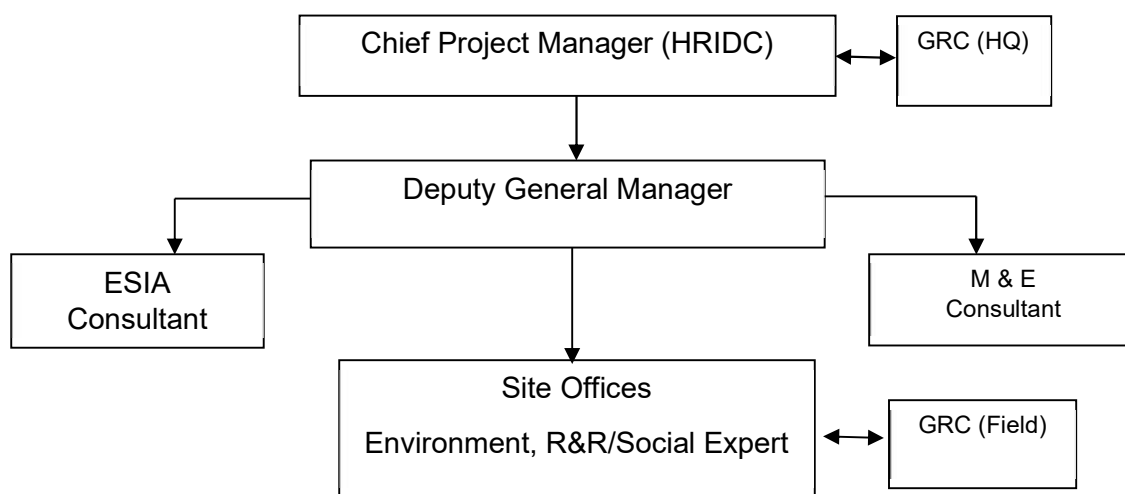 Chief Project Manager (HRIDC)
GRC (HQ)
Deputy General Manager
ESIA
Consultant
M & E
Consultant
Site Offices
Environment, R&R/Social Expert
GRC (Field)